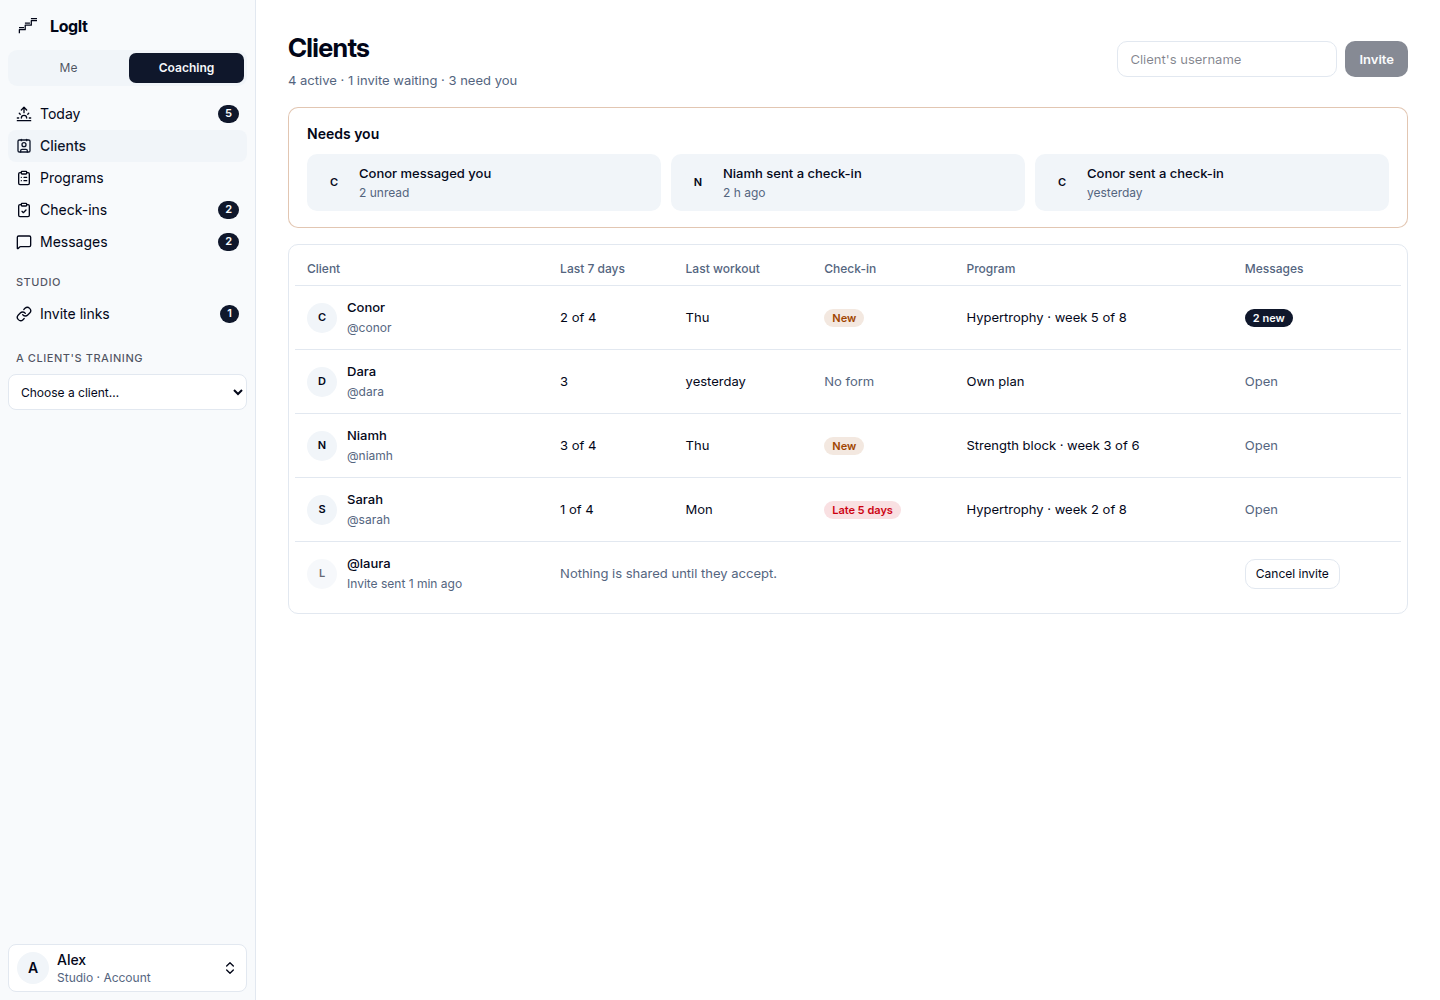 LogIt
Me
Coaching
Today
5
Clients
Programs
Check-ins
2
Messages
2
STUDIO
Invite links
1
A CLIENT'S TRAINING
Choose a client...
A
Alex
Studio · Account
Clients
4 active · 1 invite waiting · 3 need you
Client's username
Invite
Needs you
C
Conor messaged you
2 unread
N
Niamh sent a check-in
2 h ago
C
Conor sent a check-in
yesterday
Client Last 7 days Last workout Check-in Program Messages
C
Conor
@conor
2 of 4
Thu
New
Hypertrophy · week 5 of 8
2 new
D
Dara
@dara
3
yesterday
No form
Own plan
Open
N
Niamh
@niamh
3 of 4
Thu
New
Strength block · week 3 of 6
Open
S
Sarah
@sarah
1 of 4
Mon
Late 5 days
Hypertrophy · week 2 of 8
Open
L
@laura
Invite sent 1 min ago
Nothing is shared until they accept.
Cancel invite